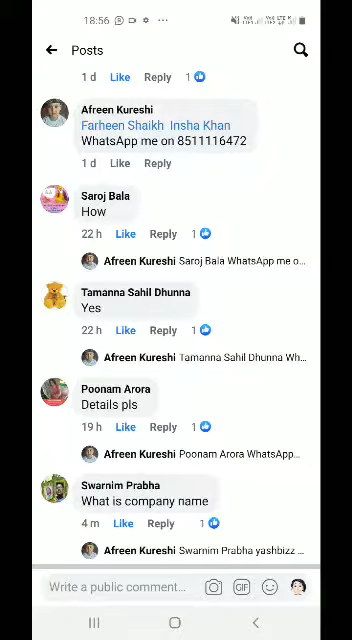 18:56
Posts
1 d Like Reply 1
Afreen Kureshi
Farheen Shaikh Insha Khan
WhatsApp me on 8511116472
1 d Like Reply
Saroj Bala
How
22 h Like Reply 1
Afreen Kureshi Saroj Bala WhatsApp me o...
Tamanna Sahil Dhunna
Yes
22 h Like Reply 1
Afreen Kureshi Tamanna Sahil Dhunna Wh...
Poonam Arora
Details pls
19 h Like Reply 1
Afreen Kureshi Poonam Arora WhatsApp...
Swarnim Prabha
What is company name
4 m Like Reply 1
Afreen Kureshi Swarnim Prabha yashbizz ...
Write a public comment...
GIF